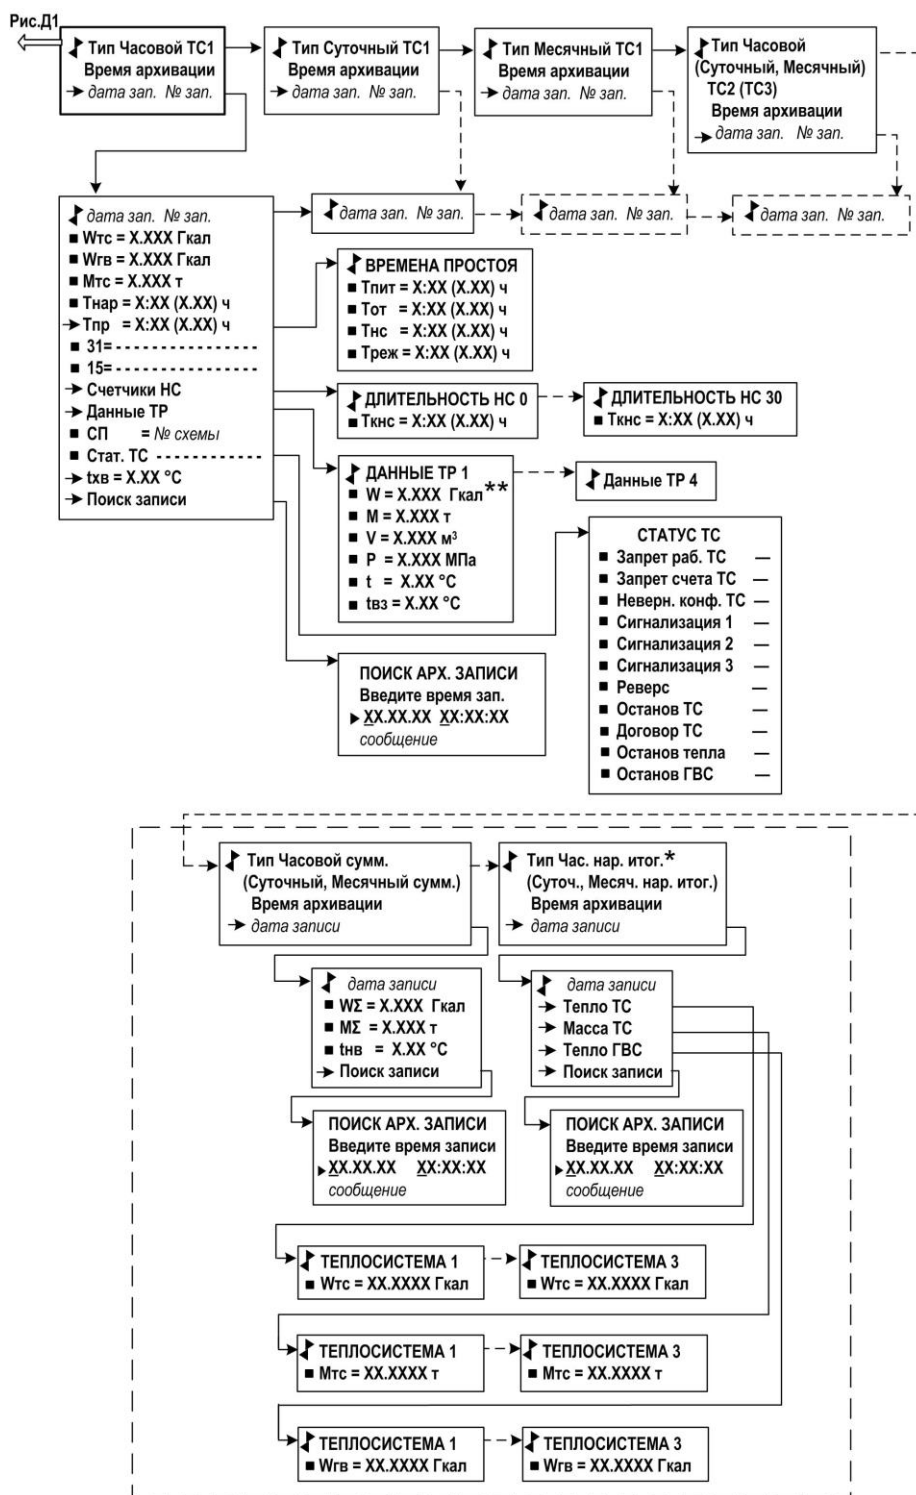 Рис.Д1
Тип Часовой ТС1
Время архивации
дата зап. № зап.
Тип Суточный ТС1
Время архивации
дата зап. № зап.
Тип Месячный ТС1
Время архивации
дата зап. № зап.
Тип Часовой
(Суточный, Месячный)
ТС2 (ТС3)
Время архивации
дата зап. № зап.
дата зап. № зап.
Wтс = X.XXX Гкал
Wгв = X.XXX Гкал
Мтс = X.XXX т
Тнар = X:XX (X.XX) ч
Тпр = X:XX (X.XX) ч
31= - - - - - - - - - - - - - - - -
15= - - - - - - - - - - - - - - - -
Счетчики НС
Данные ТР
СП = № схемы
Стат. ТС - - - - - - - - - - - -
tхв = X.XX °C
Поиск записи
дата зап. № зап.
дата зап. № зап.
дата зап. № зап.
ВРЕМЕНА ПРОСТОЯ
Тпит = X:XX (X.XX) ч
Тот = X:XX (X.XX) ч
Тнс = X:XX (X.XX) ч
Треж = X:XX (X.XX) ч
ДЛИТЕЛЬНОСТЬ НС 0
Ткнс = X:XX (X.XX) ч
ДЛИТЕЛЬНОСТЬ НС 30
Ткнс = X:XX (X.XX) ч
ДАННЫЕ ТР 1
W = X.XXX Гкал**
M = X.XXX т
V = X.XXX м³
P = X.XXX МПа
t = X.XX °C
tвз = X.XX °C
Данные ТР 4
СТАТУС ТС
Запрет раб. ТС —
Запрет счета ТС —
Неверн. конф. ТС —
Сигнализация 1 —
Сигнализация 2 —
Сигнализация 3 —
Реверс —
Останов ТС —
Договор ТС —
Останов тепла —
Останов ГВС —
ПОИСК АРХ. ЗАПИСИ
Введите время зап.
XX.XX.XX XX:XX:XX
сообщение
Тип Часовой сумм.
(Суточный, Месячный сумм.)
Время архивации
дата записи
Тип Час. нар. итог.*
(Суточ., Месяч. нар. итог.)
Время архивации
дата записи
дата записи
WΣ = X.XXX Гкал
MΣ = X.XXX т
tнв = X.XX °C
Поиск записи
дата записи
Тепло ТС
Масса ТС
Тепло ГВС
Поиск записи
ПОИСК АРХ. ЗАПИСИ
Введите время записи
XX.XX.XX XX:XX:XX
сообщение
ПОИСК АРХ. ЗАПИСИ
Введите время записи
XX.XX.XX XX:XX:XX
сообщение
ТЕПЛОСИСТЕМА 1
Wтс = XX.XXXX Гкал
ТЕПЛОСИСТЕМА 3
Wтс = XX.XXXX Гкал
ТЕПЛОСИСТЕМА 1
Мтс = XX.XXXX т
ТЕПЛОСИСТЕМА 3
Мтс = XX.XXXX т
ТЕПЛОСИСТЕМА 1
Wгв = XX.XXXX Гкал
ТЕПЛОСИСТЕМА 3
Wгв = XX.XXXX Гкал